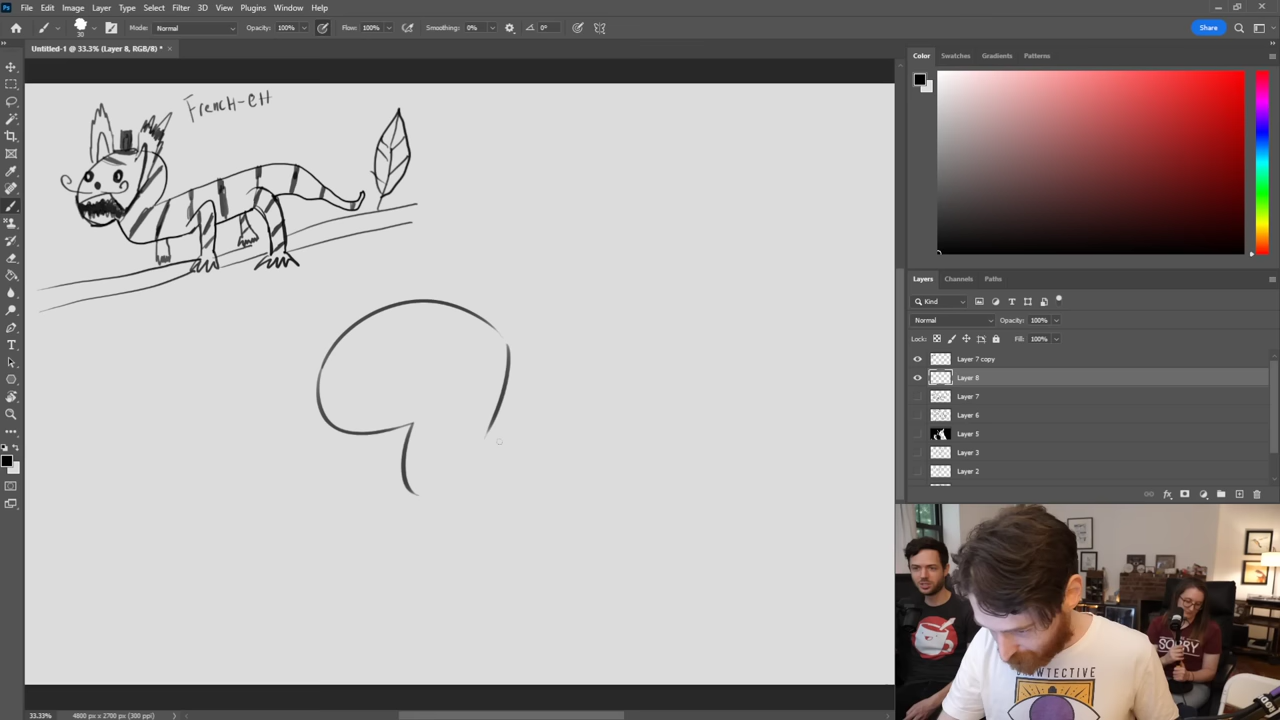 File Edit Image Layer Type Select Filter 3D View Plugins Window Help
30 Mode: Normal Opacity: 100% Flow: 100% Smoothing: 0% 0° Share
Untitled-1 @ 33.3% (Layer 8, RGB/8) *
Color Swatches Gradients Patterns
Layers Channels Paths
Kind
Normal Opacity: 100%
Lock: Fill: 100%
Layer 7 copy
Layer 8
Layer 7
Layer 6
Layer 5
Layer 3
Layer 2
33.33% 4800 px x 2700 px (300 ppi)
SORRY